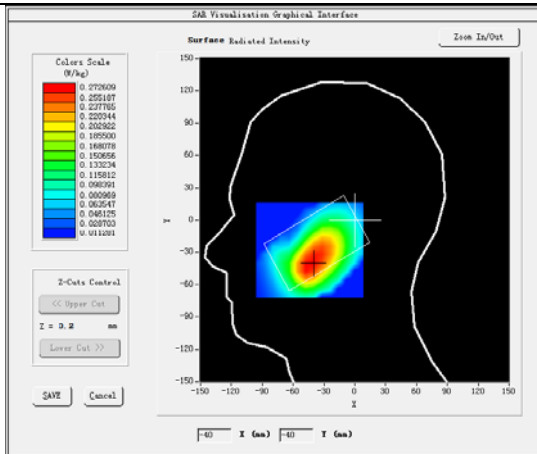 SAR Visualisation Graphical Interface
Surface Radiated Intensity
Zoom In/Out
Colors Scale
(W/kg)
0.272609
0.255187
0.237765
0.220344
0.202922
0.185500
0.168078
0.150656
0.133234
0.115812
0.098391
0.080969
0.063547
0.046125
0.028703
0.011281
150
120
90
60
30
0
-30
-60
-90
-120
-150
Y
-150 -120 -90 -60 -30 0 30 60 90 120 150
X
Z-Cuts Control
<< Upper Cut
Z = 3.2 mm
Lower Cut >>
SAVE
Cancel
-40 X (mm) -40 Y (mm)